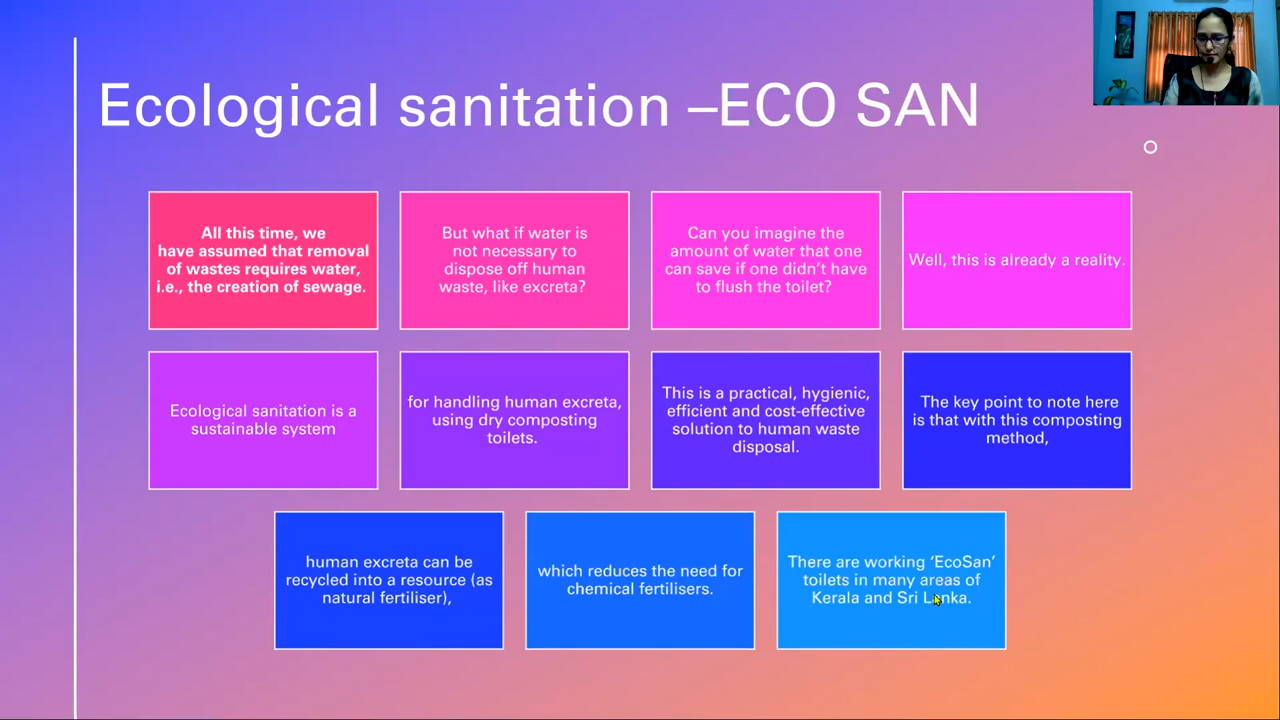 Ecological sanitation –ECO SAN
All this time, we
have assumed that removal
of wastes requires water,
i.e., the creation of sewage.
But what if water is
not necessary to
dispose off human
waste, like excreta?
Can you imagine the
amount of water that one
can save if one didn’t have
to flush the toilet?
Well, this is already a reality.
Ecological sanitation is a
sustainable system
for handling human excreta,
using dry composting
toilets.
This is a practical, hygienic,
efficient and cost-effective
solution to human waste
disposal.
The key point to note here
is that with this composting
method,
human excreta can be
recycled into a resource (as
natural fertiliser),
which reduces the need for
chemical fertilisers.
There are working ‘EcoSan’
toilets in many areas of
Kerala and Sri Lanka.